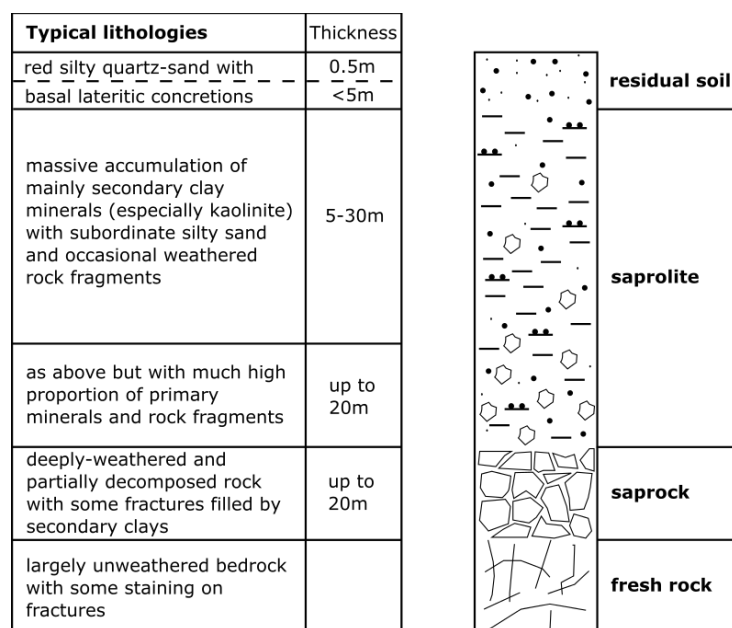 Typical lithologies
Thickness
red silty quartz-sand with
0.5m
basal lateritic concretions
<5m
residual soil
massive accumulation of
mainly secondary clay
minerals (especially kaolinite)
with subordinate silty sand
and occasional weathered
rock fragments
5-30m
saprolite
as above but with much high
proportion of primary
minerals and rock fragments
up to
20m
deeply-weathered and
partially decomposed rock
with some fractures filled by
secondary clays
up to
20m
saprock
largely unweathered bedrock
with some staining on
fractures
fresh rock